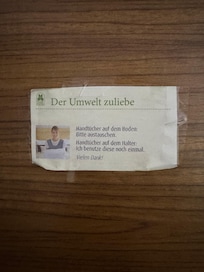 Der Umwelt zuliebe
Handtücher auf dem Boden:
Bitte austauschen.
Handtücher auf dem Halter:
Ich benutze diese noch einmal.
Vielen Dank!